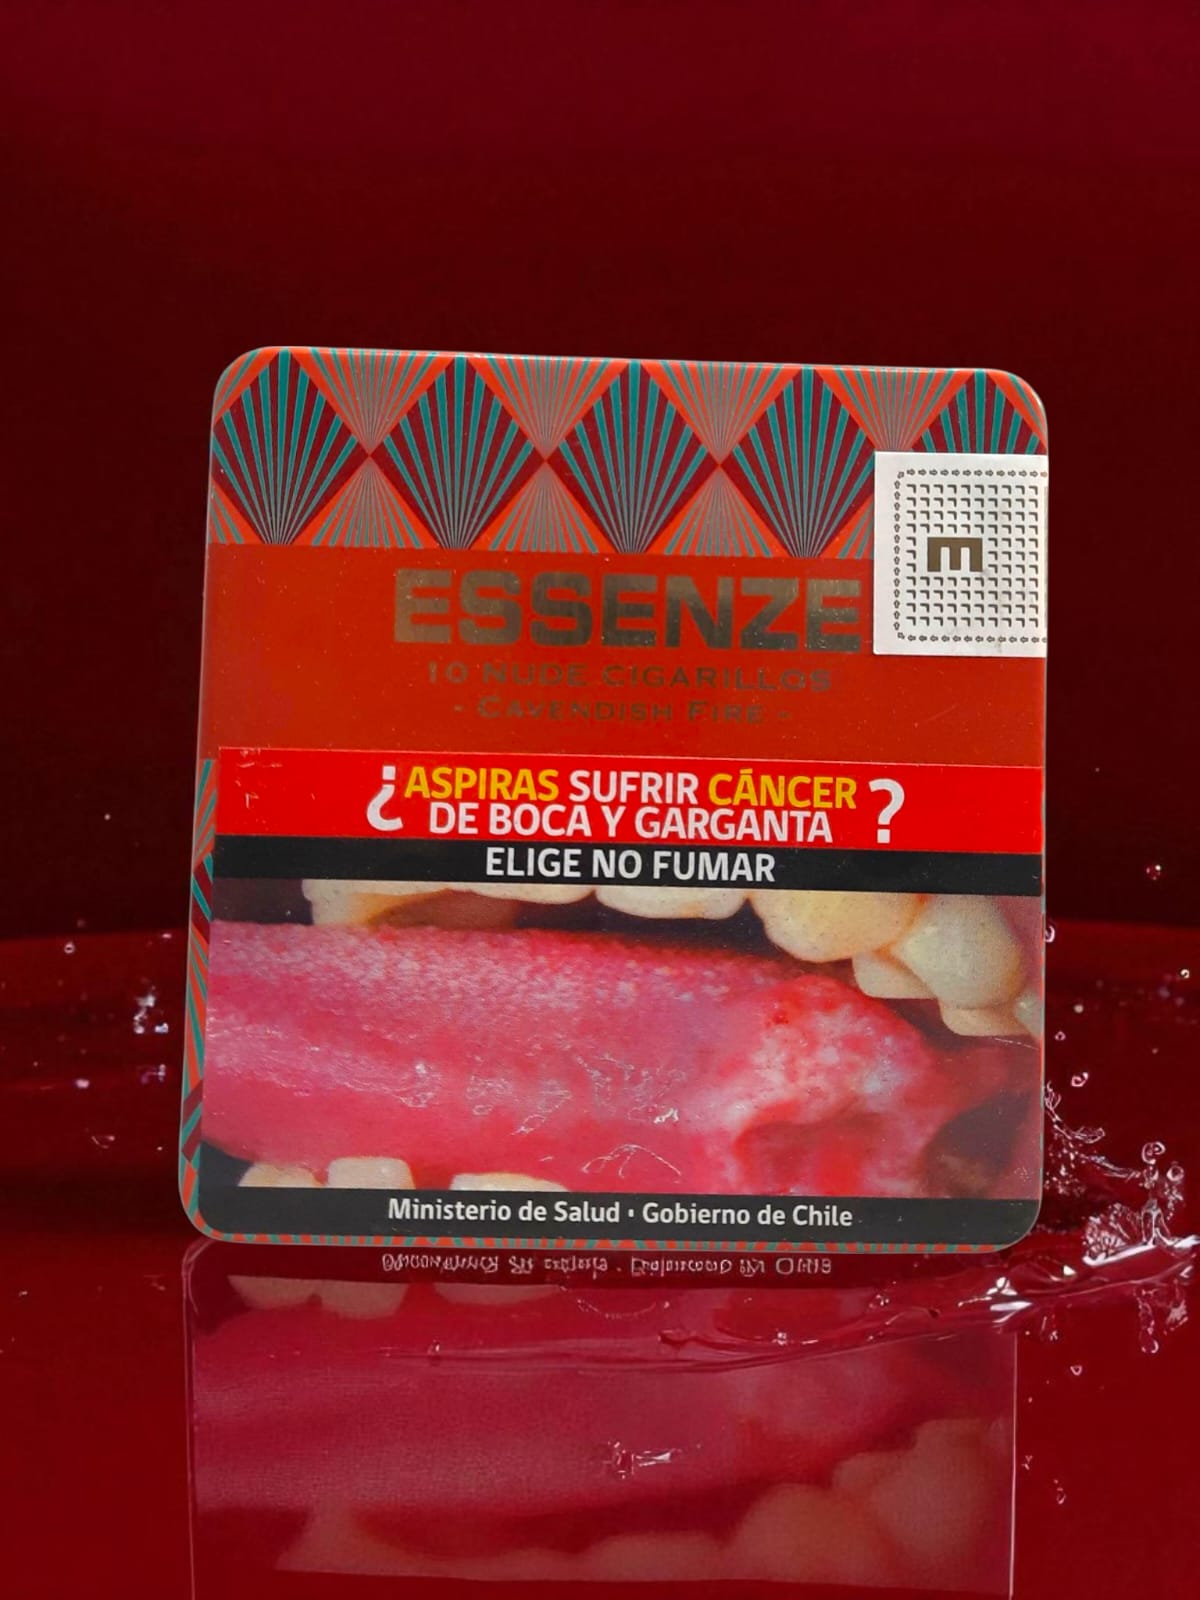 ESSENZE
10 NUDE CIGARILLOS
- CAVENDISH FIRE -
¿ASPIRAS SUFRIR CÁNCER
DE BOCA Y GARGANTA?
ELIGE NO FUMAR
Ministerio de Salud · Gobierno de Chile